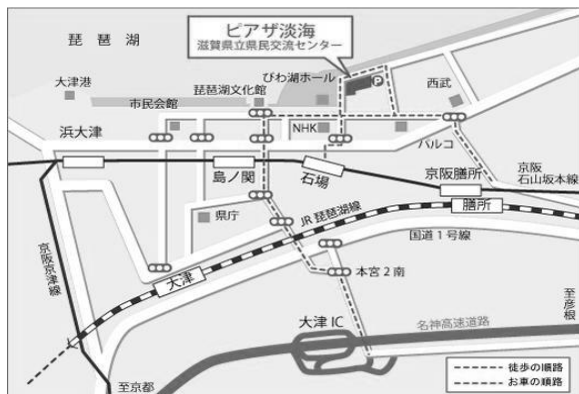 琵琶湖
ピアザ淡海
滋賀県立県民交流センター
大津港
市民会館
琵琶湖文化館
びわ湖ホール
P
西武
浜大津
NHK
パルコ
島ノ関
石場
京阪膳所
京阪
石山坂本線
県庁
JR琵琶湖線
膳所
国道1号線
京阪京津線
大津
本宮2南
至彦根
大津IC
名神高速道路
至京都
徒歩の順路
お車の順路